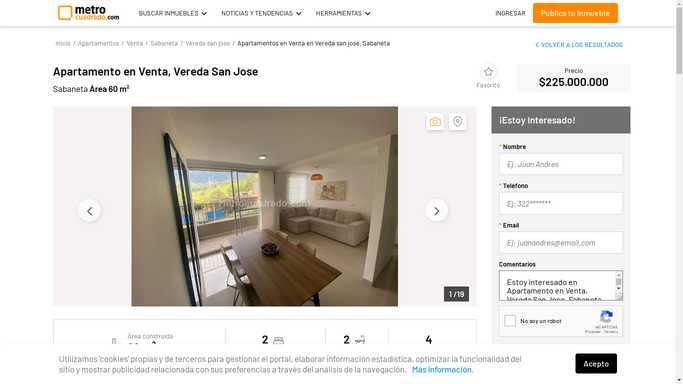 metro
cuadrado.com
BUSCAR INMUEBLES
NOTICIAS Y TENDENCIAS
HERRAMIENTAS
INGRESAR
Publica tu inmueble
Inicio / Apartamentos / Venta / Sabaneta / Vereda san jose / Apartamentos en Venta en Vereda san jose, Sabaneta
VOLVER A LOS RESULTADOS
Apartamento en Venta, Vereda San Jose
Sabaneta Área 60 m²
Favorito
Precio
$225.000.000
1 /19
¡Estoy Interesado!
* Nombre
Ej: Juan Andres
* Teléfono
Ej: 322*******
* Email
Ej: juanandres@email.com
Comentarios
Estoy interesado en
Apartamento en Venta,
Vereda San Jose, Sabaneta
No soy un robot
reCAPTCHA
Privacidad - Términos
Área construida
2
2
4
Utilizamos 'cookies' propias y de terceros para gestionar el portal, elaborar información estadística, optimizar la funcionalidad del
sitio y mostrar publicidad relacionada con sus preferencias a través del análisis de la navegación. Más información.
Acepto